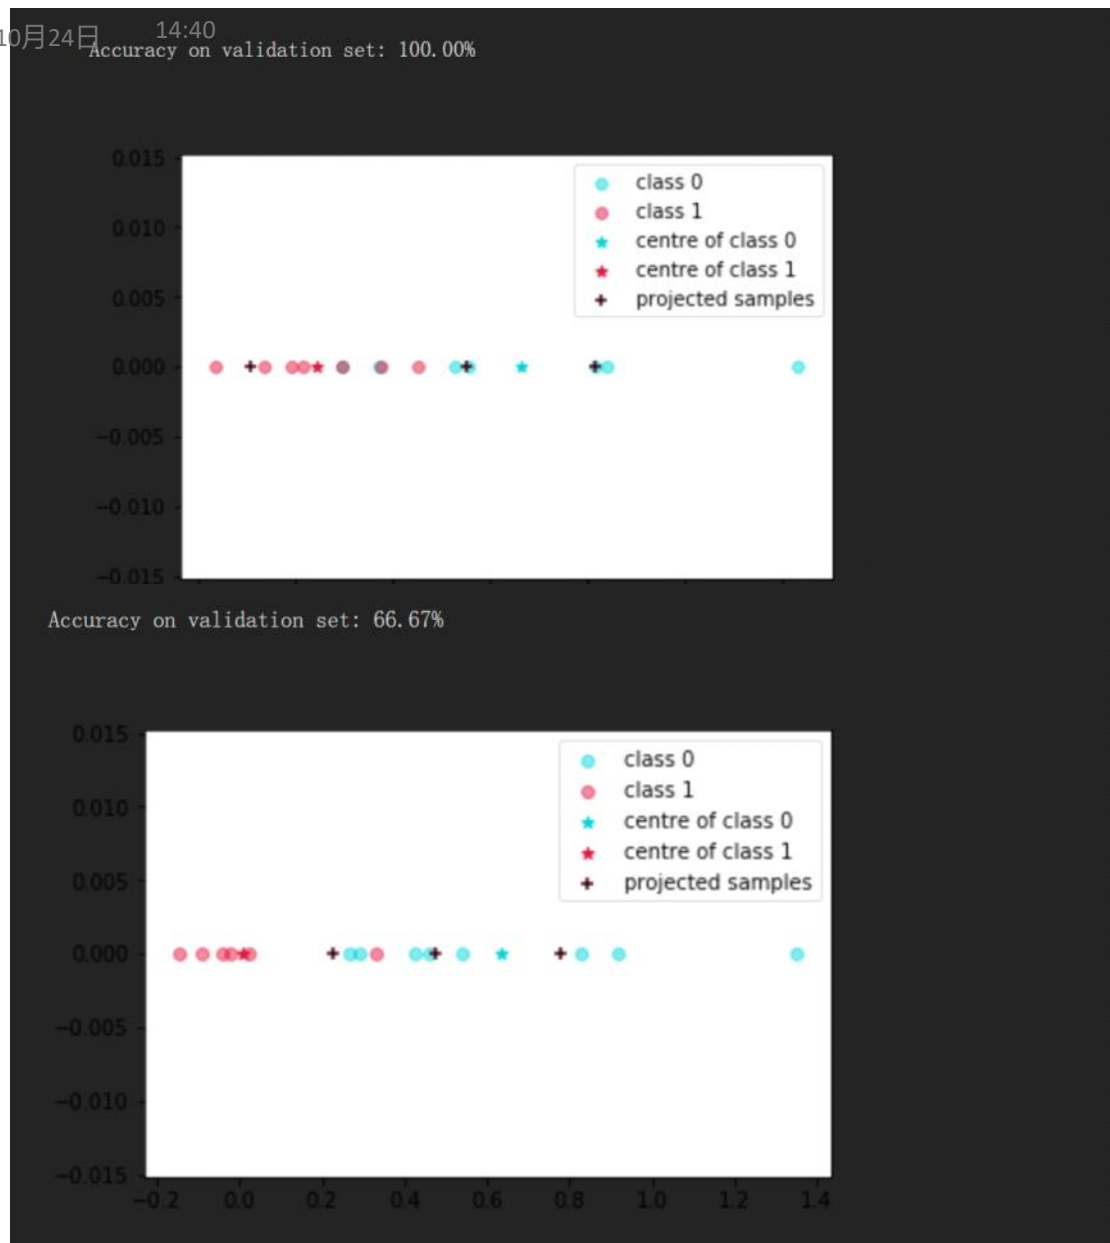 10月24日 14:40
Accuracy on validation set: 100.00%
0.015
0.010
0.005
0.000
−0.005
−0.010
−0.015
class 0
class 1
centre of class 0
centre of class 1
projected samples
Accuracy on validation set: 66.67%
0.015
0.010
0.005
0.000
−0.005
−0.010
−0.015
class 0
class 1
centre of class 0
centre of class 1
projected samples
−0.2 0.0 0.2 0.4 0.6 0.8 1.0 1.2 1.4